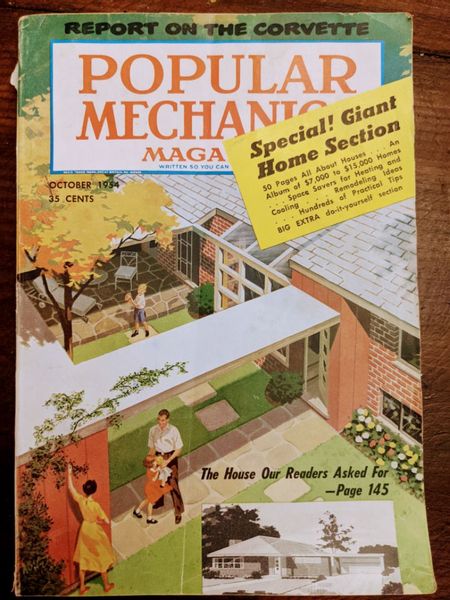 REPORT ON THE CORVETTE
POPULAR
MECHANIC
MAGA
WRITTEN SO YOU CAN
OCTOBER 1954
35 CENTS
Special! Giant
Home Section
50 Pages All About Houses . . . An
Album of $7,000 to $15,000 Homes
. . . Space Savers for Heating and
Cooling . . . Remodeling Ideas
. . . Hundreds of Practical Tips
BIG EXTRA do-it-yourself section
The House Our Readers Asked For
—Page 145